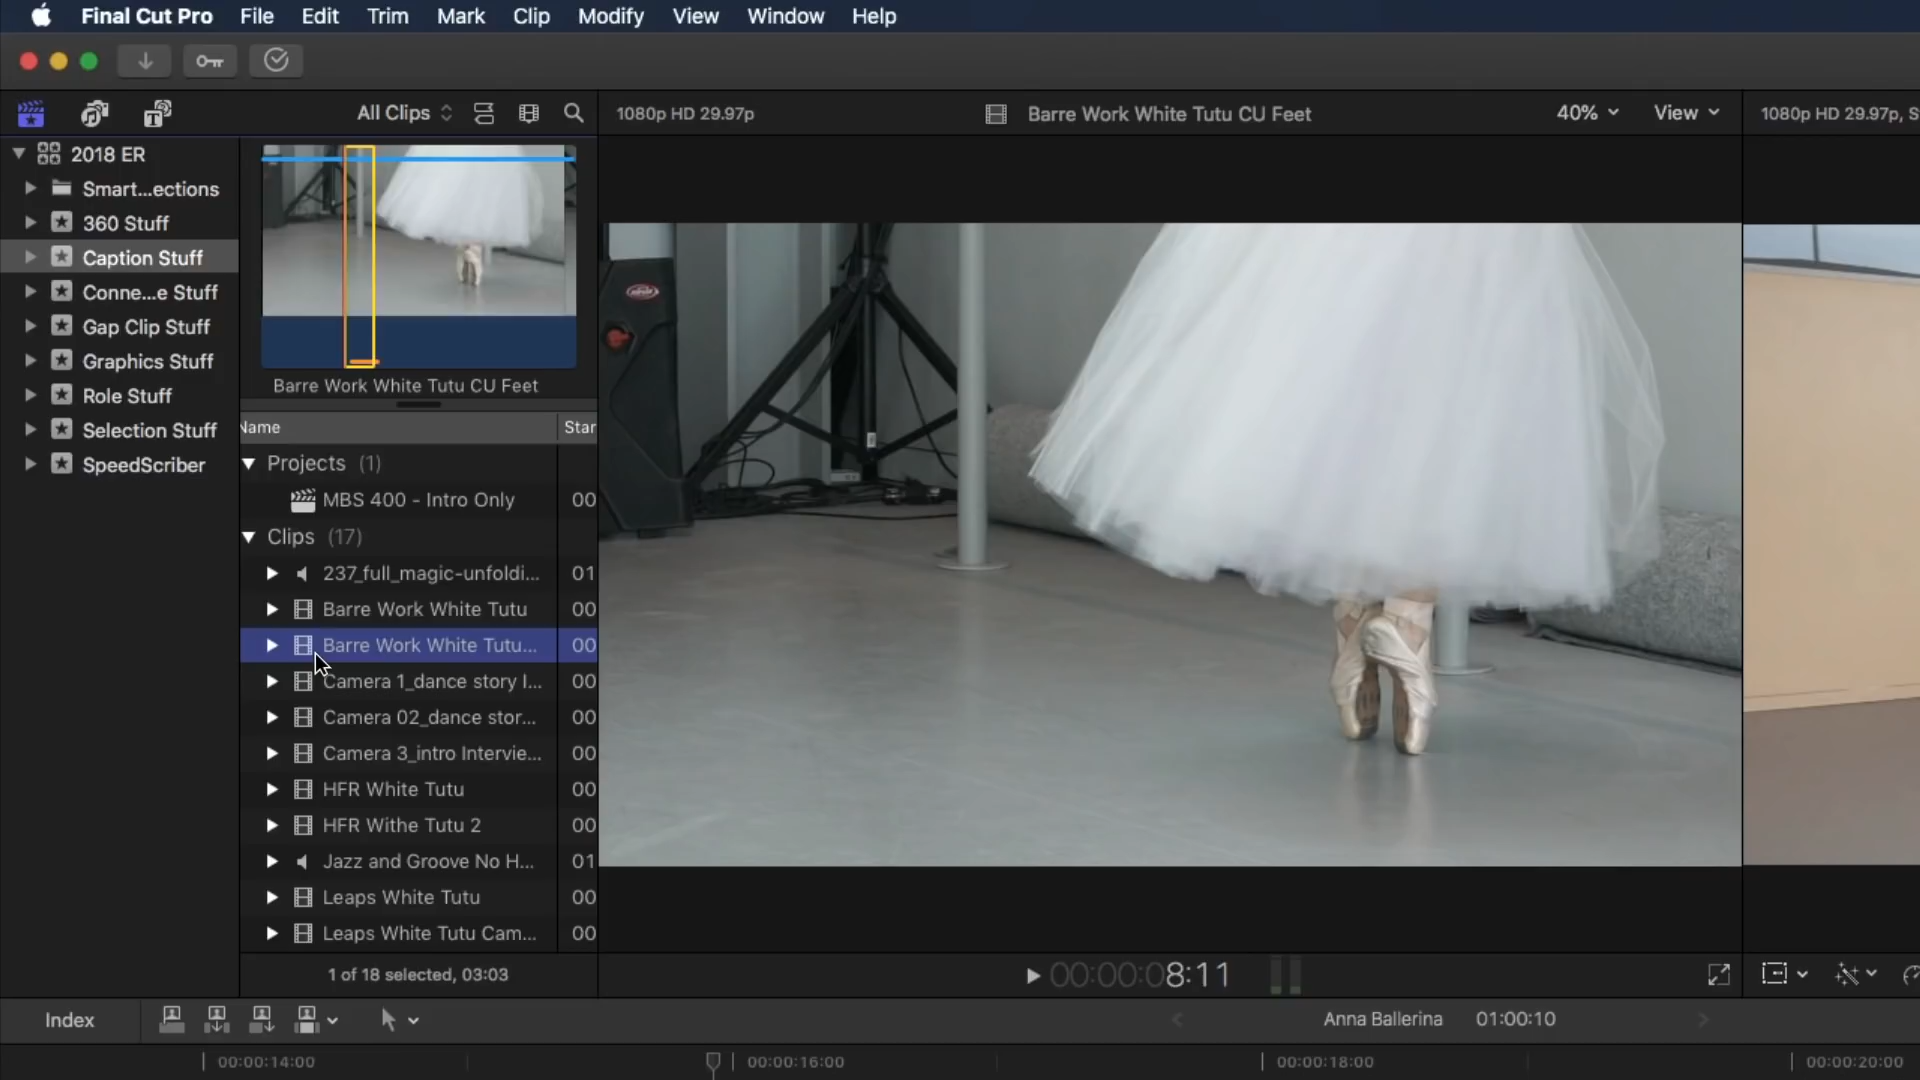 Final Cut Pro File Edit Trim Mark Clip Modify View Window Help
All Clips
1080p HD 29.97p
Barre Work White Tutu CU Feet
40%
View
1080p HD 29.97p, S
2018 ER
Smart...ections
360 Stuff
Caption Stuff
Conne...e Stuff
Gap Clip Stuff
Graphics Stuff
Role Stuff
Selection Stuff
SpeedScriber
Barre Work White Tutu CU Feet
Name Star
Projects (1)
MBS 400 - Intro Only 00
Clips (17)
237_full_magic-unfoldi... 01
Barre Work White Tutu 00
Barre Work White Tutu... 00
Camera 1_dance story I... 00
Camera 02_dance stor... 00
Camera 3_intro Intervie... 00
HFR White Tutu 00
HFR Withe Tutu 2 00
Jazz and Groove No H... 01
Leaps White Tutu 00
Leaps White Tutu Cam... 00
1 of 18 selected, 03:03
00:00:08:11
Index
Anna Ballerina 01:00:10
00:00:14:00 00:00:16:00 00:00:18:00 00:00:20:00